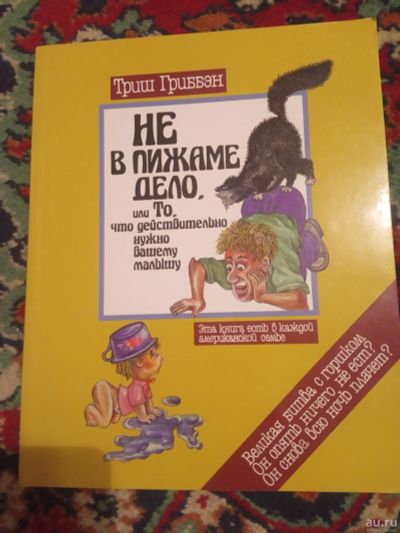 Триш Гриббэн
НЕ
В ПИЖАМЕ
ДЕЛО,
или То,
что действительно
нужно
вашему
малышу
Эта книга есть в каждой
американской семье
Великая битва с горшком
Он опять ничего не ест?
Он снова всю ночь плачет?
au.ru